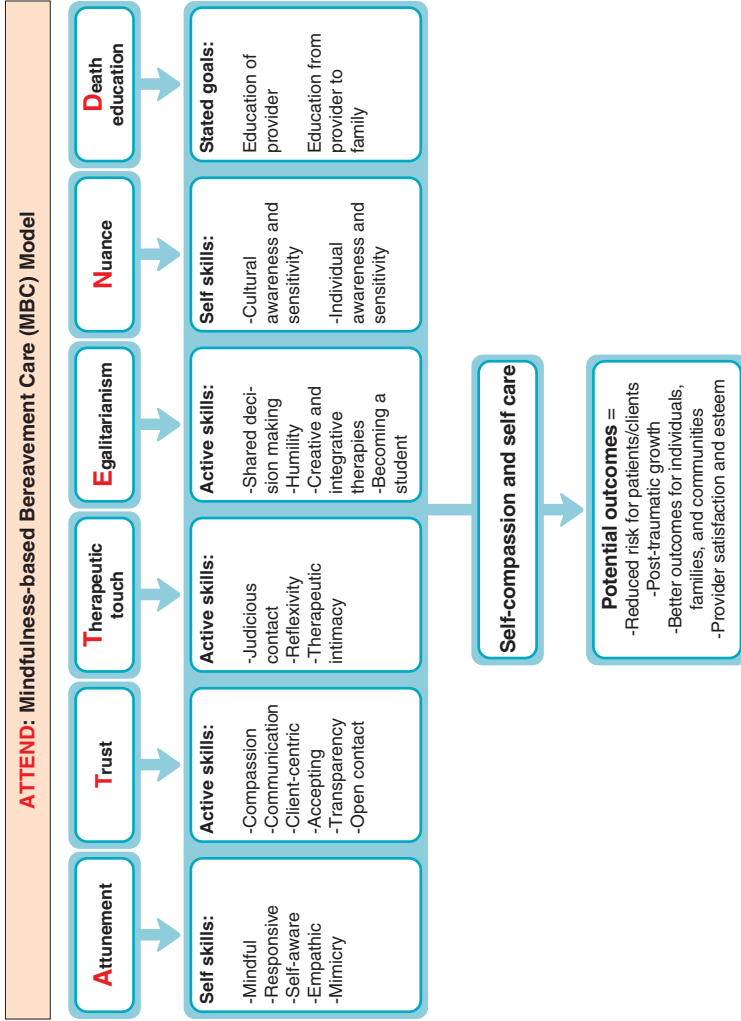 ATTEND: Mindfulness-based Bereavement Care (MBC) Model
Attunement
Self skills:
-Mindful
-Responsive
-Self-aware
-Empathic
-Mimicry
Trust
Active skills:
-Compassion
-Communication
-Client-centric
-Accepting
-Transparency
-Open contact
Therapeutic
touch
Active skills:
-Judicious
contact
-Reflexivity
-Therapeutic
intimacy
Egalitarianism
Active skills:
-Shared deci-
sion making
-Humility
-Creative and
integrative
therapies
-Becoming a
student
Nuance
Self skills:
-Cultural
awareness and
sensitivity
-Individual
awareness and
sensitivity
Death
education
Stated goals:
Education of
provider
Education from
provider to
family
Self-compassion and self care
Potential outcomes =
-Reduced risk for patients/clients
-Post-traumatic growth
-Better outcomes for individuals,
families, and communities
-Provider satisfaction and esteem